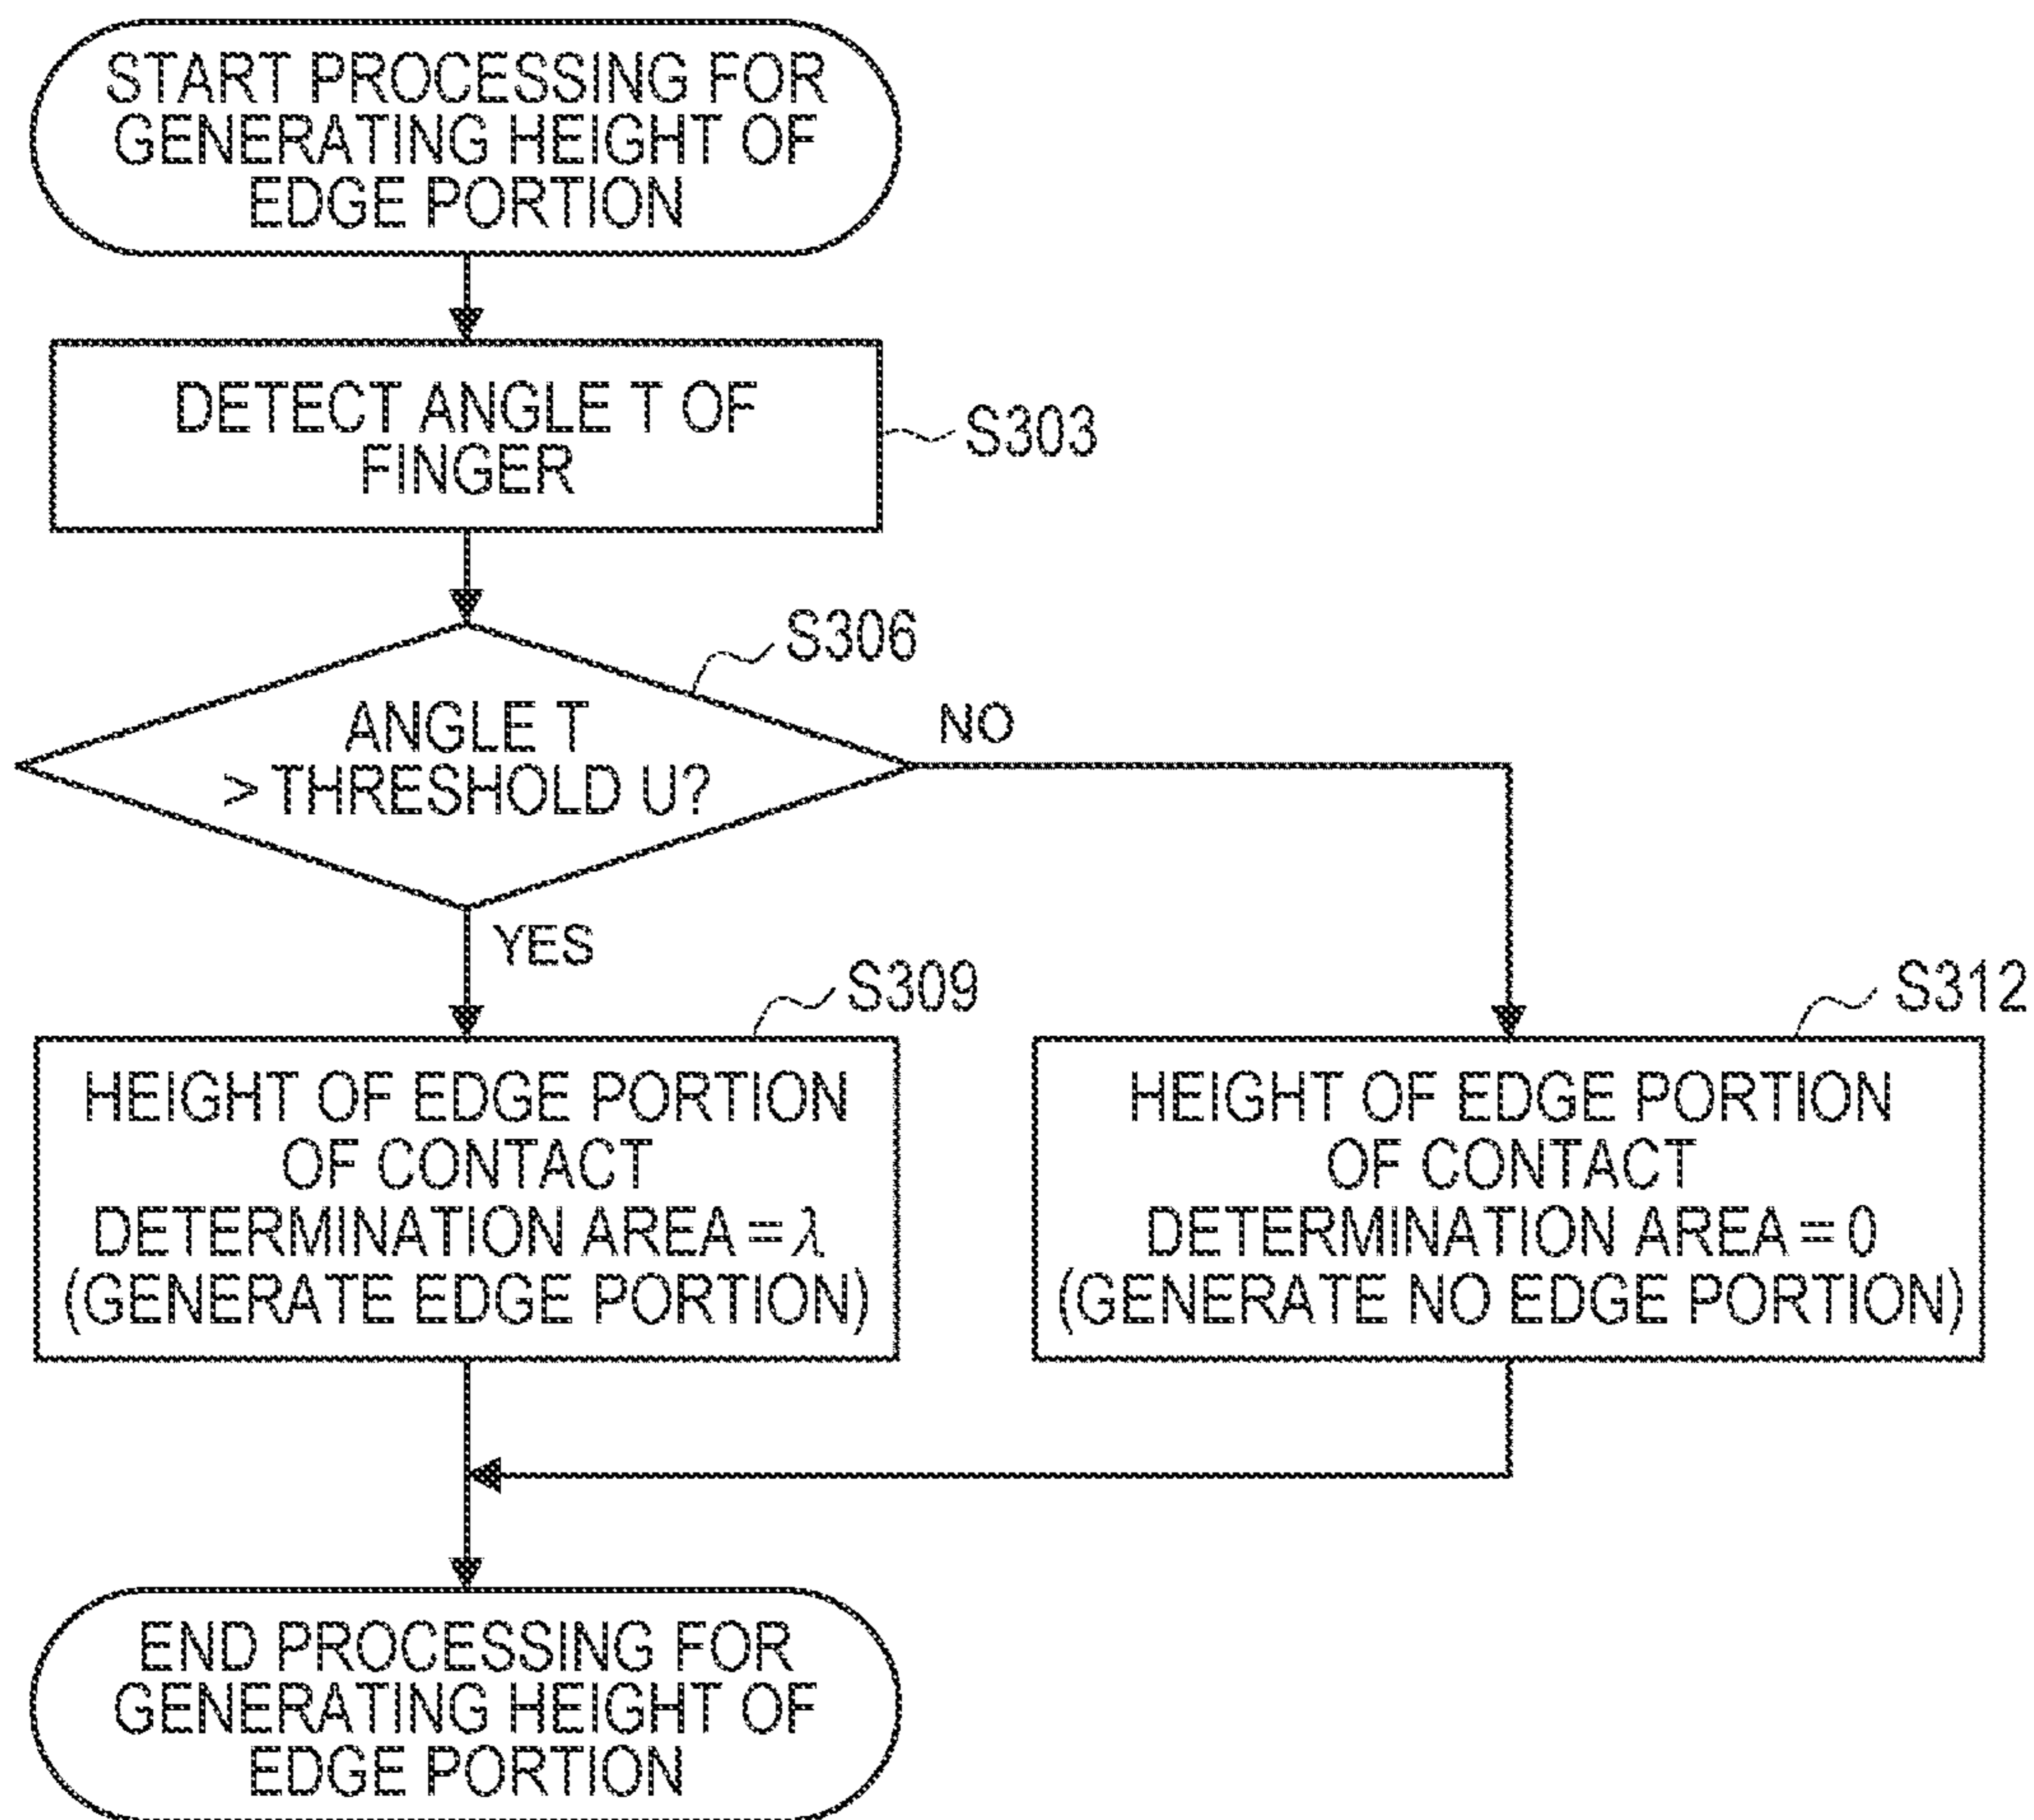 START PROCESSING FOR
GENERATING HEIGHT OF
EDGE PORTION
DETECT ANGLE T OF
FINGER
S303
S306
ANGLE T
> THRESHOLD U?
NO
YES
S309
HEIGHT OF EDGE PORTION
OF CONTACT
DETERMINATION AREA = λ
(GENERATE EDGE PORTION)
S312
HEIGHT OF EDGE PORTION
OF CONTACT
DETERMINATION AREA = 0
(GENERATE NO EDGE PORTION)
END PROCESSING FOR
GENERATING HEIGHT OF
EDGE PORTION